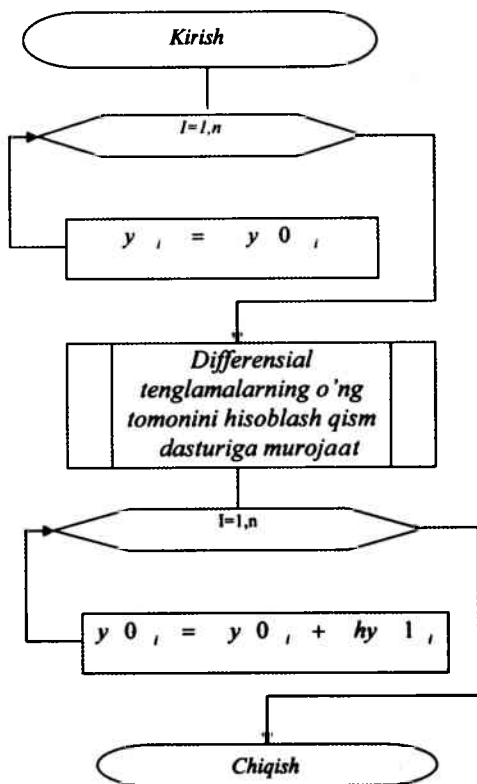 Kirish
I=1,n
y i = y 0 i
Differensial
tenglamalarning o'ng
tomonini hisoblash qism
dasturiga murojaat
I=1,n
y 0 i = y 0 i + hy 1 i
Chiqish